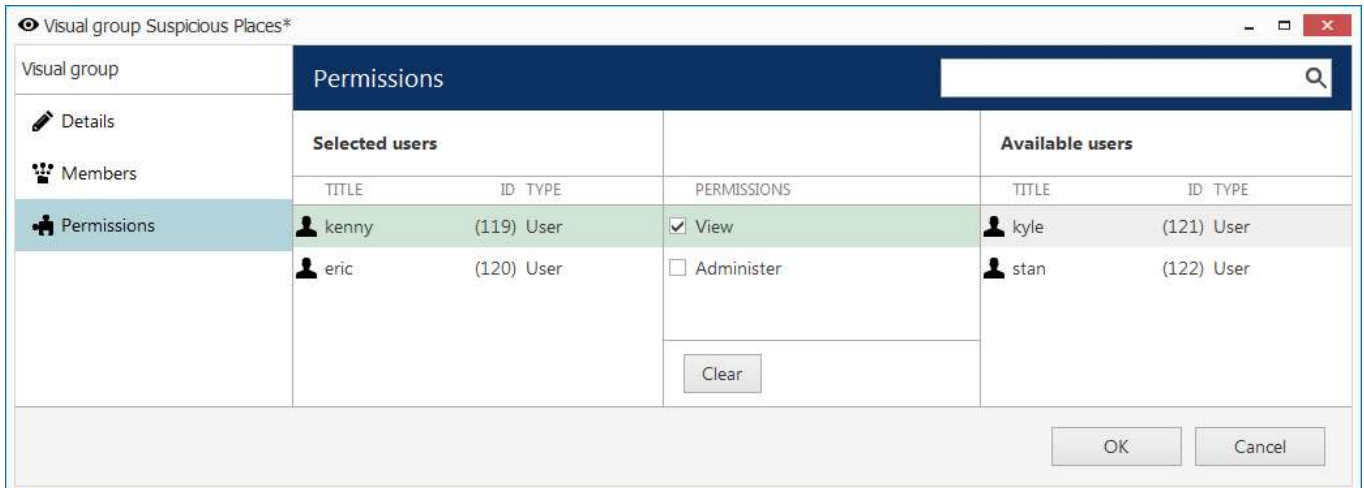 Visual group Suspicious Places*
Visual group
Permissions
Details
Members
Permissions
Selected users
Available users
TITLE ID TYPE PERMISSIONS TITLE ID TYPE
kenny (119) User View kyle (121) User
eric (120) User Administer stan (122) User
Clear
OK Cancel